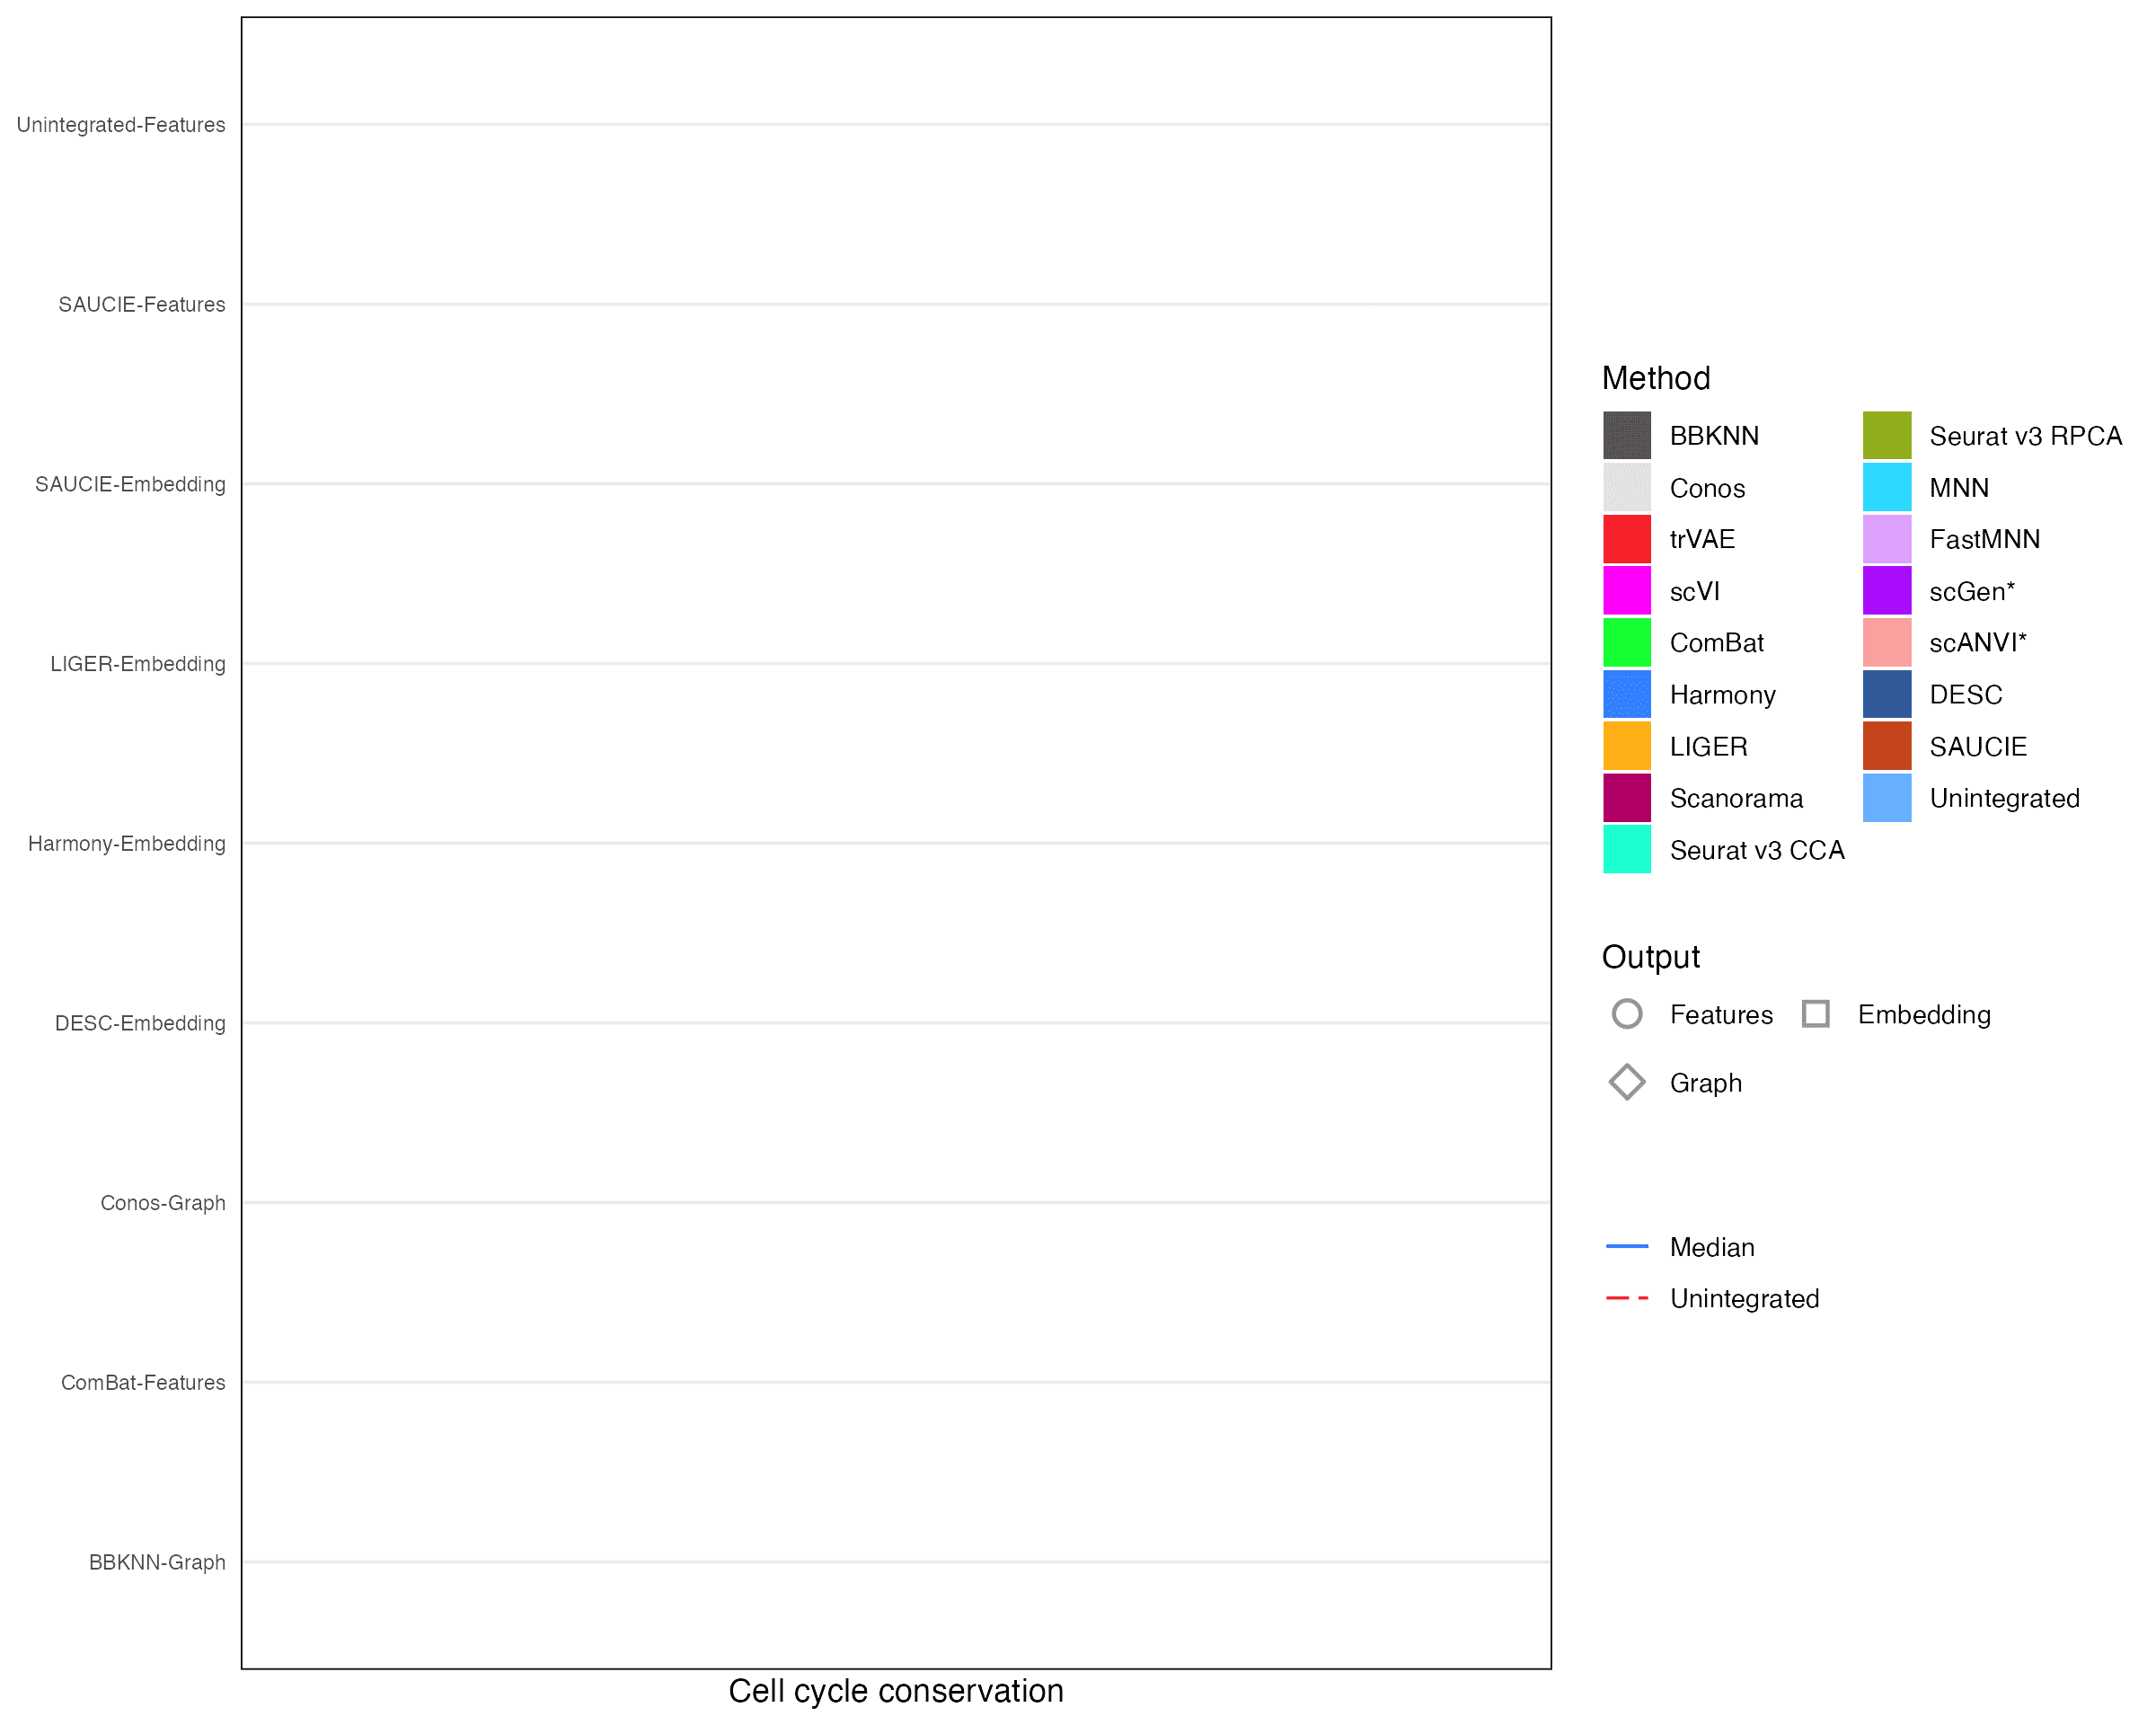 Unintegrated-Features
SAUCIE-Features
SAUCIE-Embedding
LIGER-Embedding
Harmony-Embedding
DESC-Embedding
Conos-Graph
ComBat-Features
BBKNN-Graph
Cell cycle conservation
Method
BBKNN
Conos
trVAE
scVI
ComBat
Harmony
LIGER
Scanorama
Seurat v3 CCA
Seurat v3 RPCA
MNN
FastMNN
scGen*
scANVI*
DESC
SAUCIE
Unintegrated
Output
Features
Embedding
Graph
Median
Unintegrated